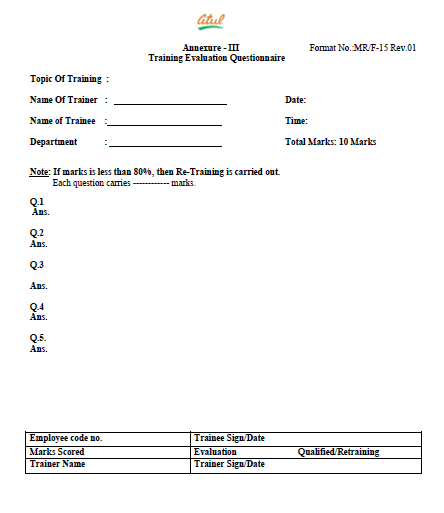 atul
Annexure - III Format No.:MR/F-15 Rev.01
Training Evaluation Questionnaire
Topic Of Training :
Name Of Trainer : Date:
Name of Trainee : Time:
Department : Total Marks: 10 Marks
Note: If marks is less than 80%, then Re-Training is carried out.
Each question carries ------------ marks.
Q.1
Ans.
Q.2
Ans.
Q.3
Ans.
Q.4
Ans.
Q.5.
Ans.
Employee code no. Trainee Sign/Date
Marks Scored Evaluation Qualified/Retraining
Trainer Name Trainer Sign/Date